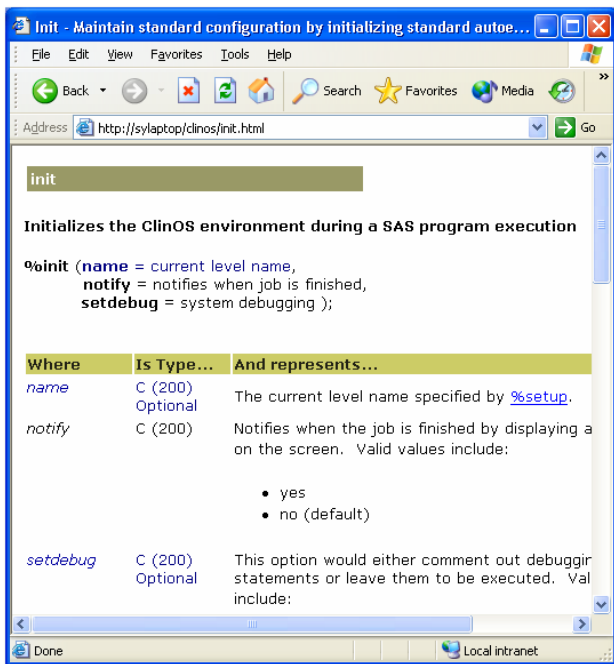 Init - Maintain standard configuration by initializing standard autoe...
File Edit View Favorites Tools Help
Back Search Favorites Media »
Address http://sylaptop/clinos/init.html Go
init
Initializes the ClinOS environment during a SAS program execution
%init (name = current level name,
notify = notifies when job is finished,
setdebug = system debugging );
Where Is Type... And represents...
name C (200) Optional The current level name specified by %setup.
notify C (200) Notifies when the job is finished by displaying a
on the screen. Valid values include:
• yes
• no (default)
setdebug C (200) Optional This option would either comment out debuggin
statements or leave them to be executed. Val
include:
Done Local intranet